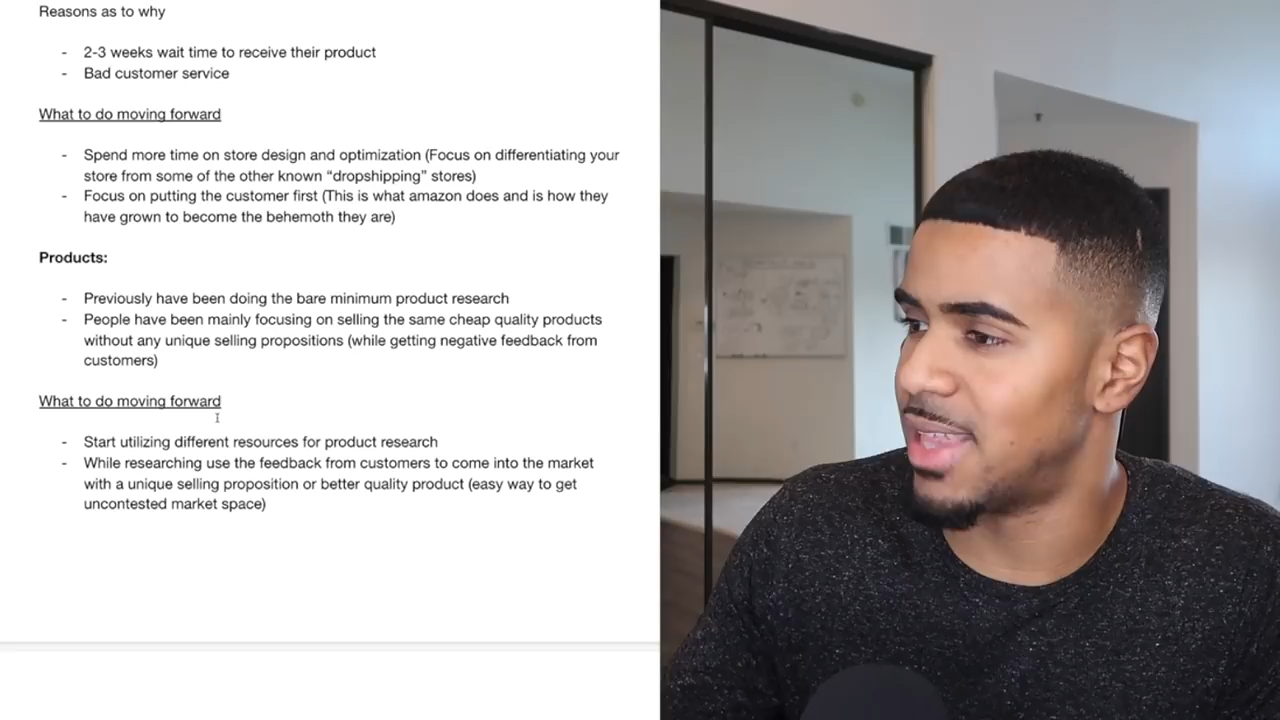 Reasons as to why
- 2-3 weeks wait time to receive their product
- Bad customer service
What to do moving forward
- Spend more time on store design and optimization (Focus on differentiating your
store from some of the other known “dropshipping” stores)
- Focus on putting the customer first (This is what amazon does and is how they
have grown to become the behemoth they are)
Products:
- Previously have been doing the bare minimum product research
- People have been mainly focusing on selling the same cheap quality products
without any unique selling propositions (while getting negative feedback from
customers)
What to do moving forward
- Start utilizing different resources for product research
- While researching use the feedback from customers to come into the market
with a unique selling proposition or better quality product (easy way to get
uncontested market space)